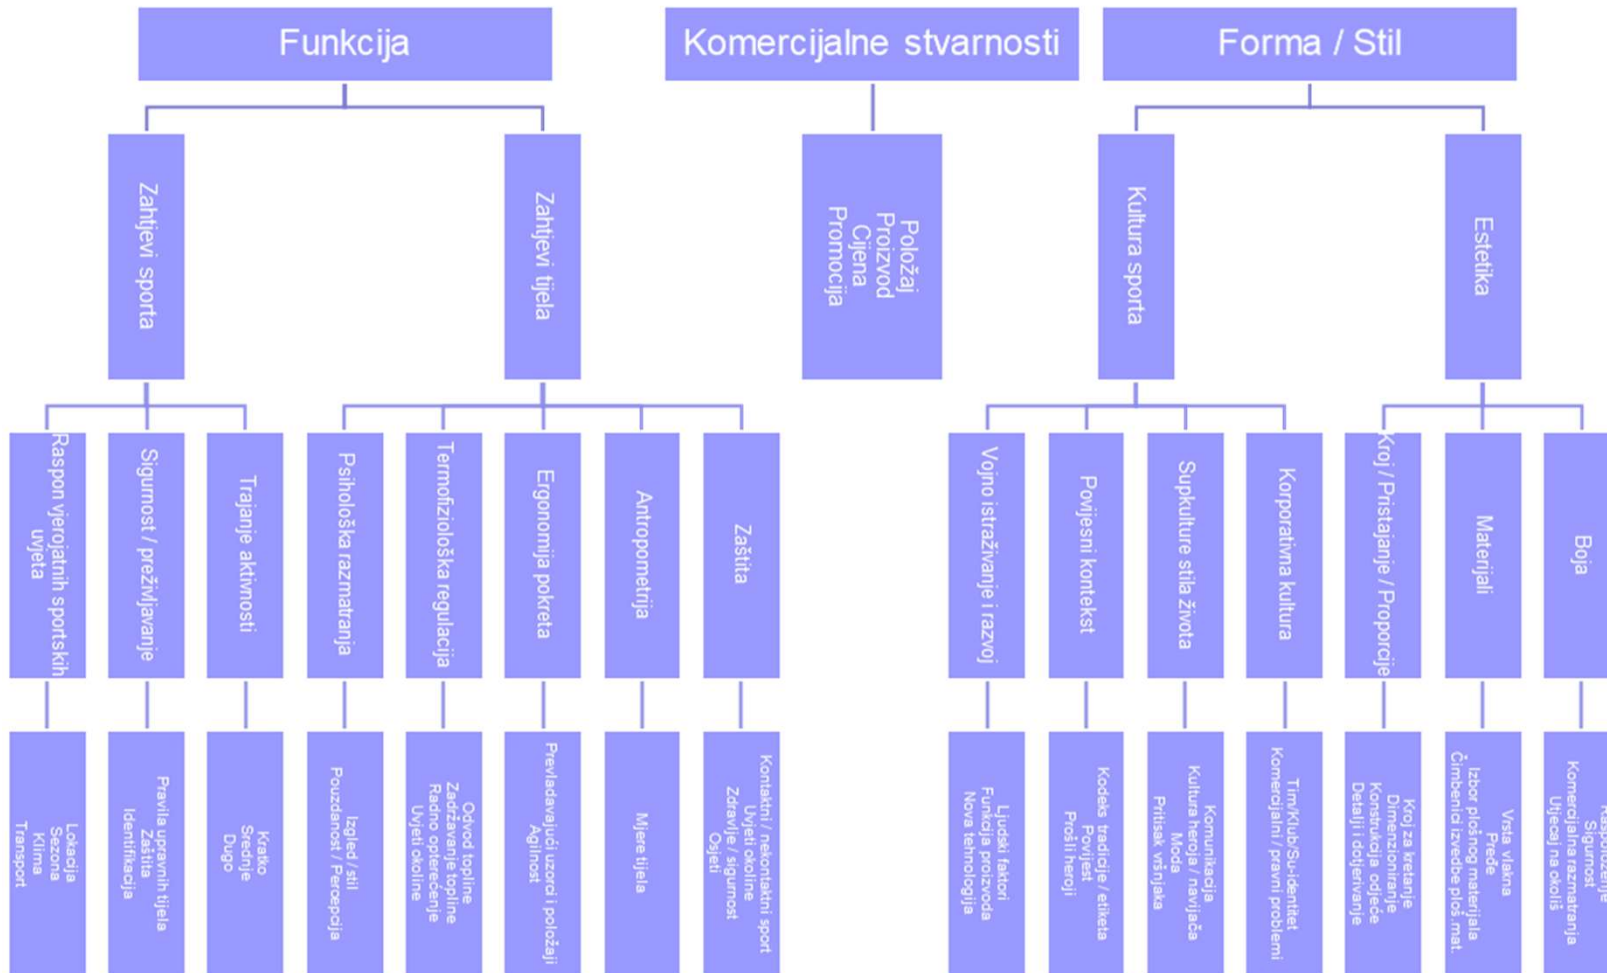 Funkcija
Komercijalne stvarnosti
Forma / Stil
Zahtjevi sporta
Zahtjevi tijela
Položaj
Proizvod
Cijena
Promocija
Kultura sporta
Estetika
Raspon vjerojatnih sportskih
uvjeta
Sigurnost / preživljavanje
Trajanje aktivnosti
Psihološka razmatranja
Termofiziološka regulacija
Ergonomija pokreta
Antropometrija
Zaštita
Vojno istraživanje i razvoj
Povijesni kontekst
Supkulture stila života
Korporativna kultura
Kroj / Pristajanje / Proporcije
Materijali
Boja
Lokacija
Sezona
Klima
Transport
Pravila upravnih tijela
Zaštita
Identifikacija
Kratko
Srednje
Dugo
Izgled / stil
Pouzdanost / Percepcija
Odvod topline
Zadržavanje topline
Radno opterećenje
Uvjeti okoline
Prevladavajući uzorci i položaji
Agilnost
Mjere tijela
Kontaktni / nekontaktni sport
Uvjeti okoline
Zdravlje / sigurnost
Osjeti
Ljudski faktori
Funkcija proizvoda
Nova tehnologija
Kodeks tradicije / etiketa
Povijest
Prošli heroji
Komunikacija
Kultura heroja / navijača
Moda
Pritisak vršnjaka
Tim/Klub/Su-identitet
Komercijalni / pravni problemi
Kroj za kretanje
Dimenzioniranje
Konstrukcija odjeće
Detalji i dotjerivanje
Vrsta vlakna
Pređe
Izbor plošnog materijala
Čimbenici izvedbe ploš.mat.
Raspoloženje
Sigurnost
Komercijalna razmatranja
Utjecaj na okoliš